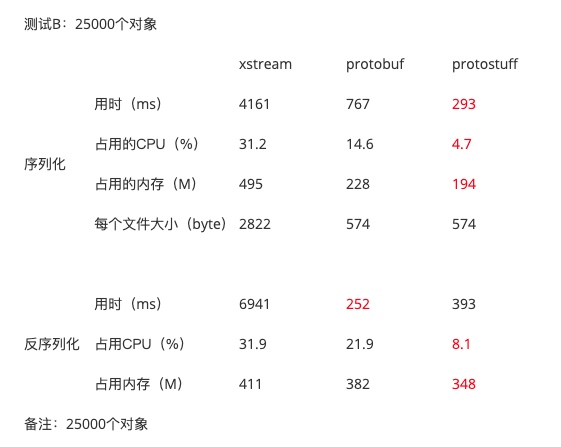 测试B：25000个对象
xstream protobuf protostuff
用时（ms） 4161 767 293
占用的CPU（%） 31.2 14.6 4.7
序列化
占用的内存（M） 495 228 194
每个文件大小（byte） 2822 574 574
用时（ms） 6941 252 393
反序列化 占用CPU（%） 31.9 21.9 8.1
占用内存（M） 411 382 348
备注：25000个对象